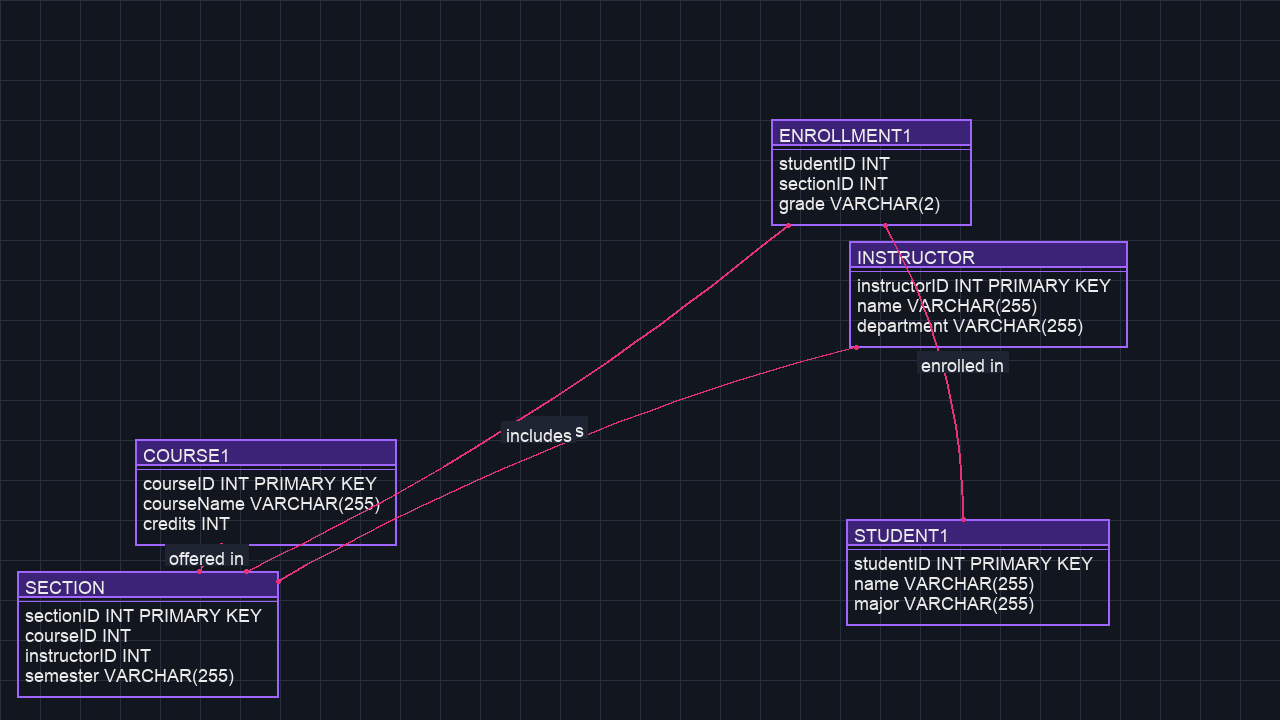 ENROLLMENT1
studentID INT
sectionID INT
grade VARCHAR(2)
INSTRUCTOR
instructorID INT PRIMARY KEY
name VARCHAR(255)
department VARCHAR(255)
enrolled in
includes
COURSE1
courseID INT PRIMARY KEY
courseName VARCHAR(255)
credits INT
offered in
SECTION
sectionID INT PRIMARY KEY
courseID INT
instructorID INT
semester VARCHAR(255)
STUDENT1
studentID INT PRIMARY KEY
name VARCHAR(255)
major VARCHAR(255)